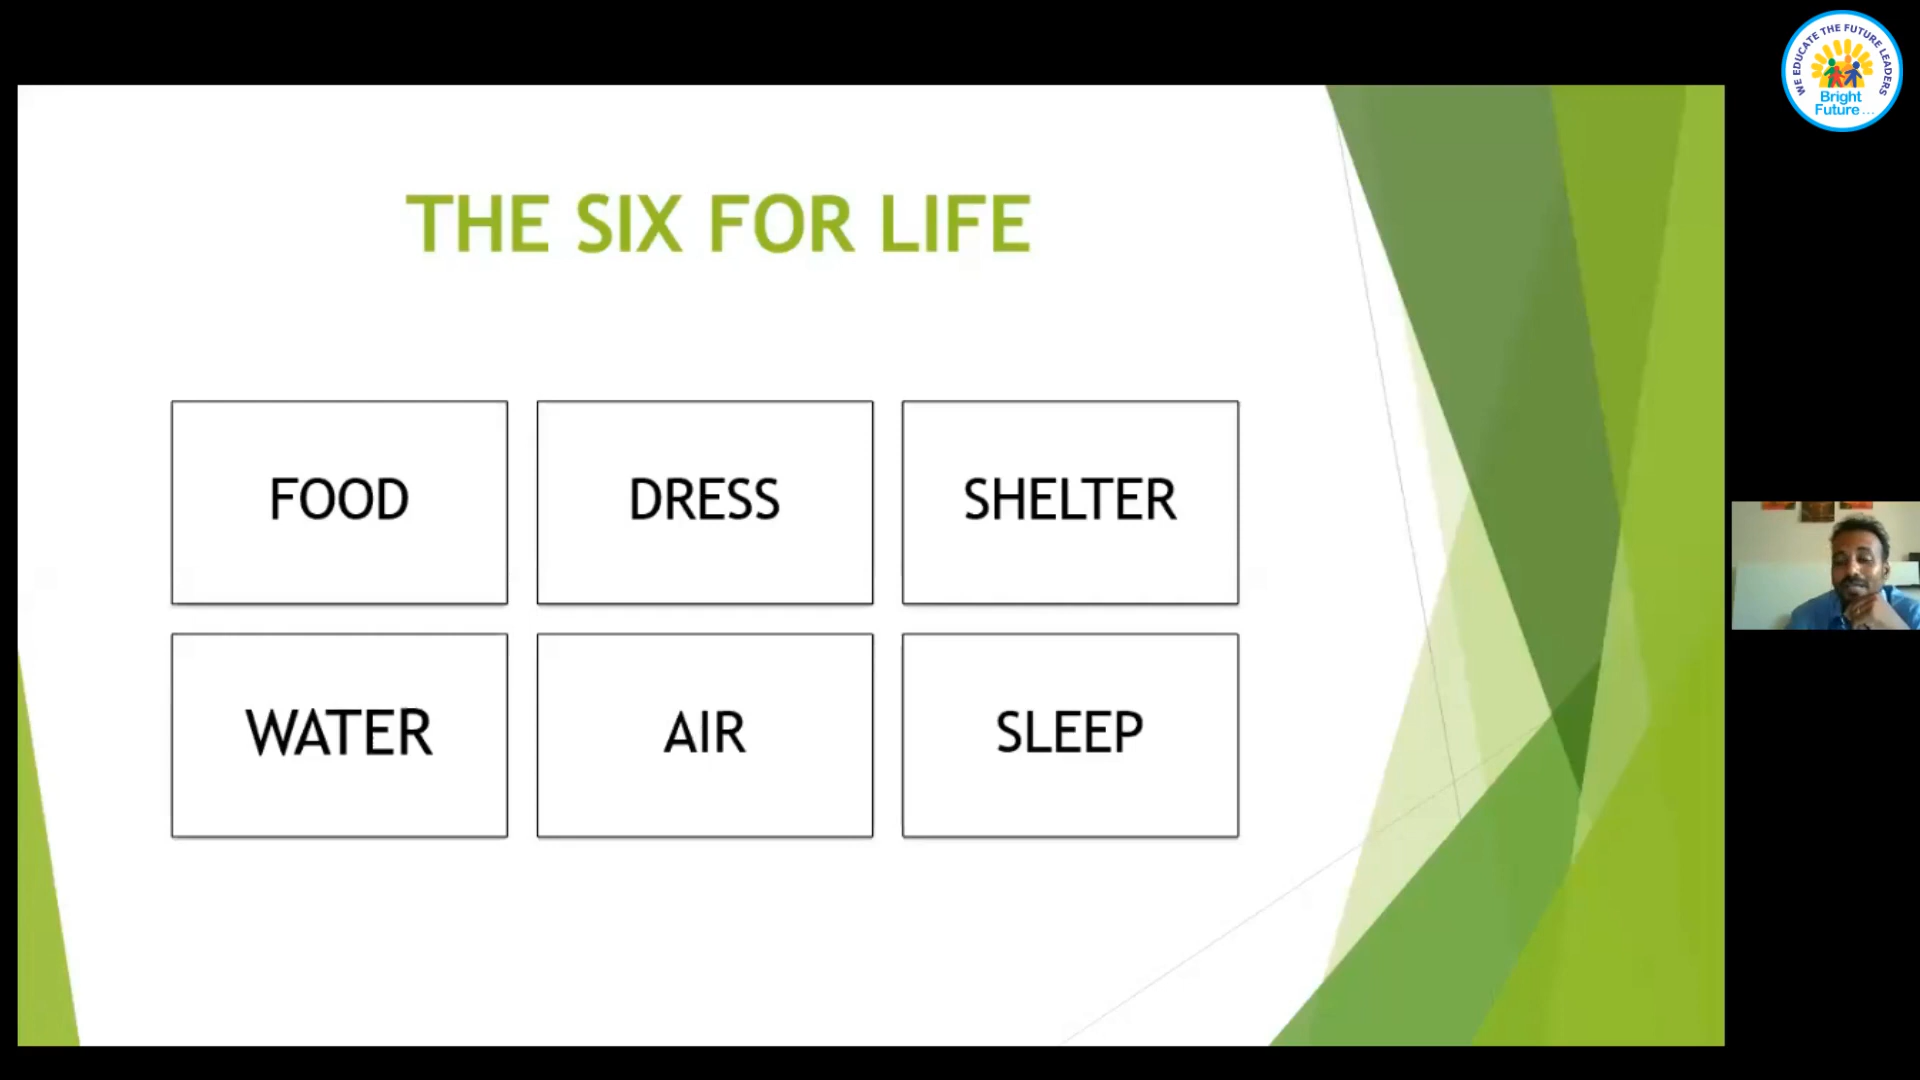 WE EDUCATE THE FUTURE LEADERS
Bright
Future...
THE SIX FOR LIFE
FOOD
DRESS
SHELTER
WATER
AIR
SLEEP